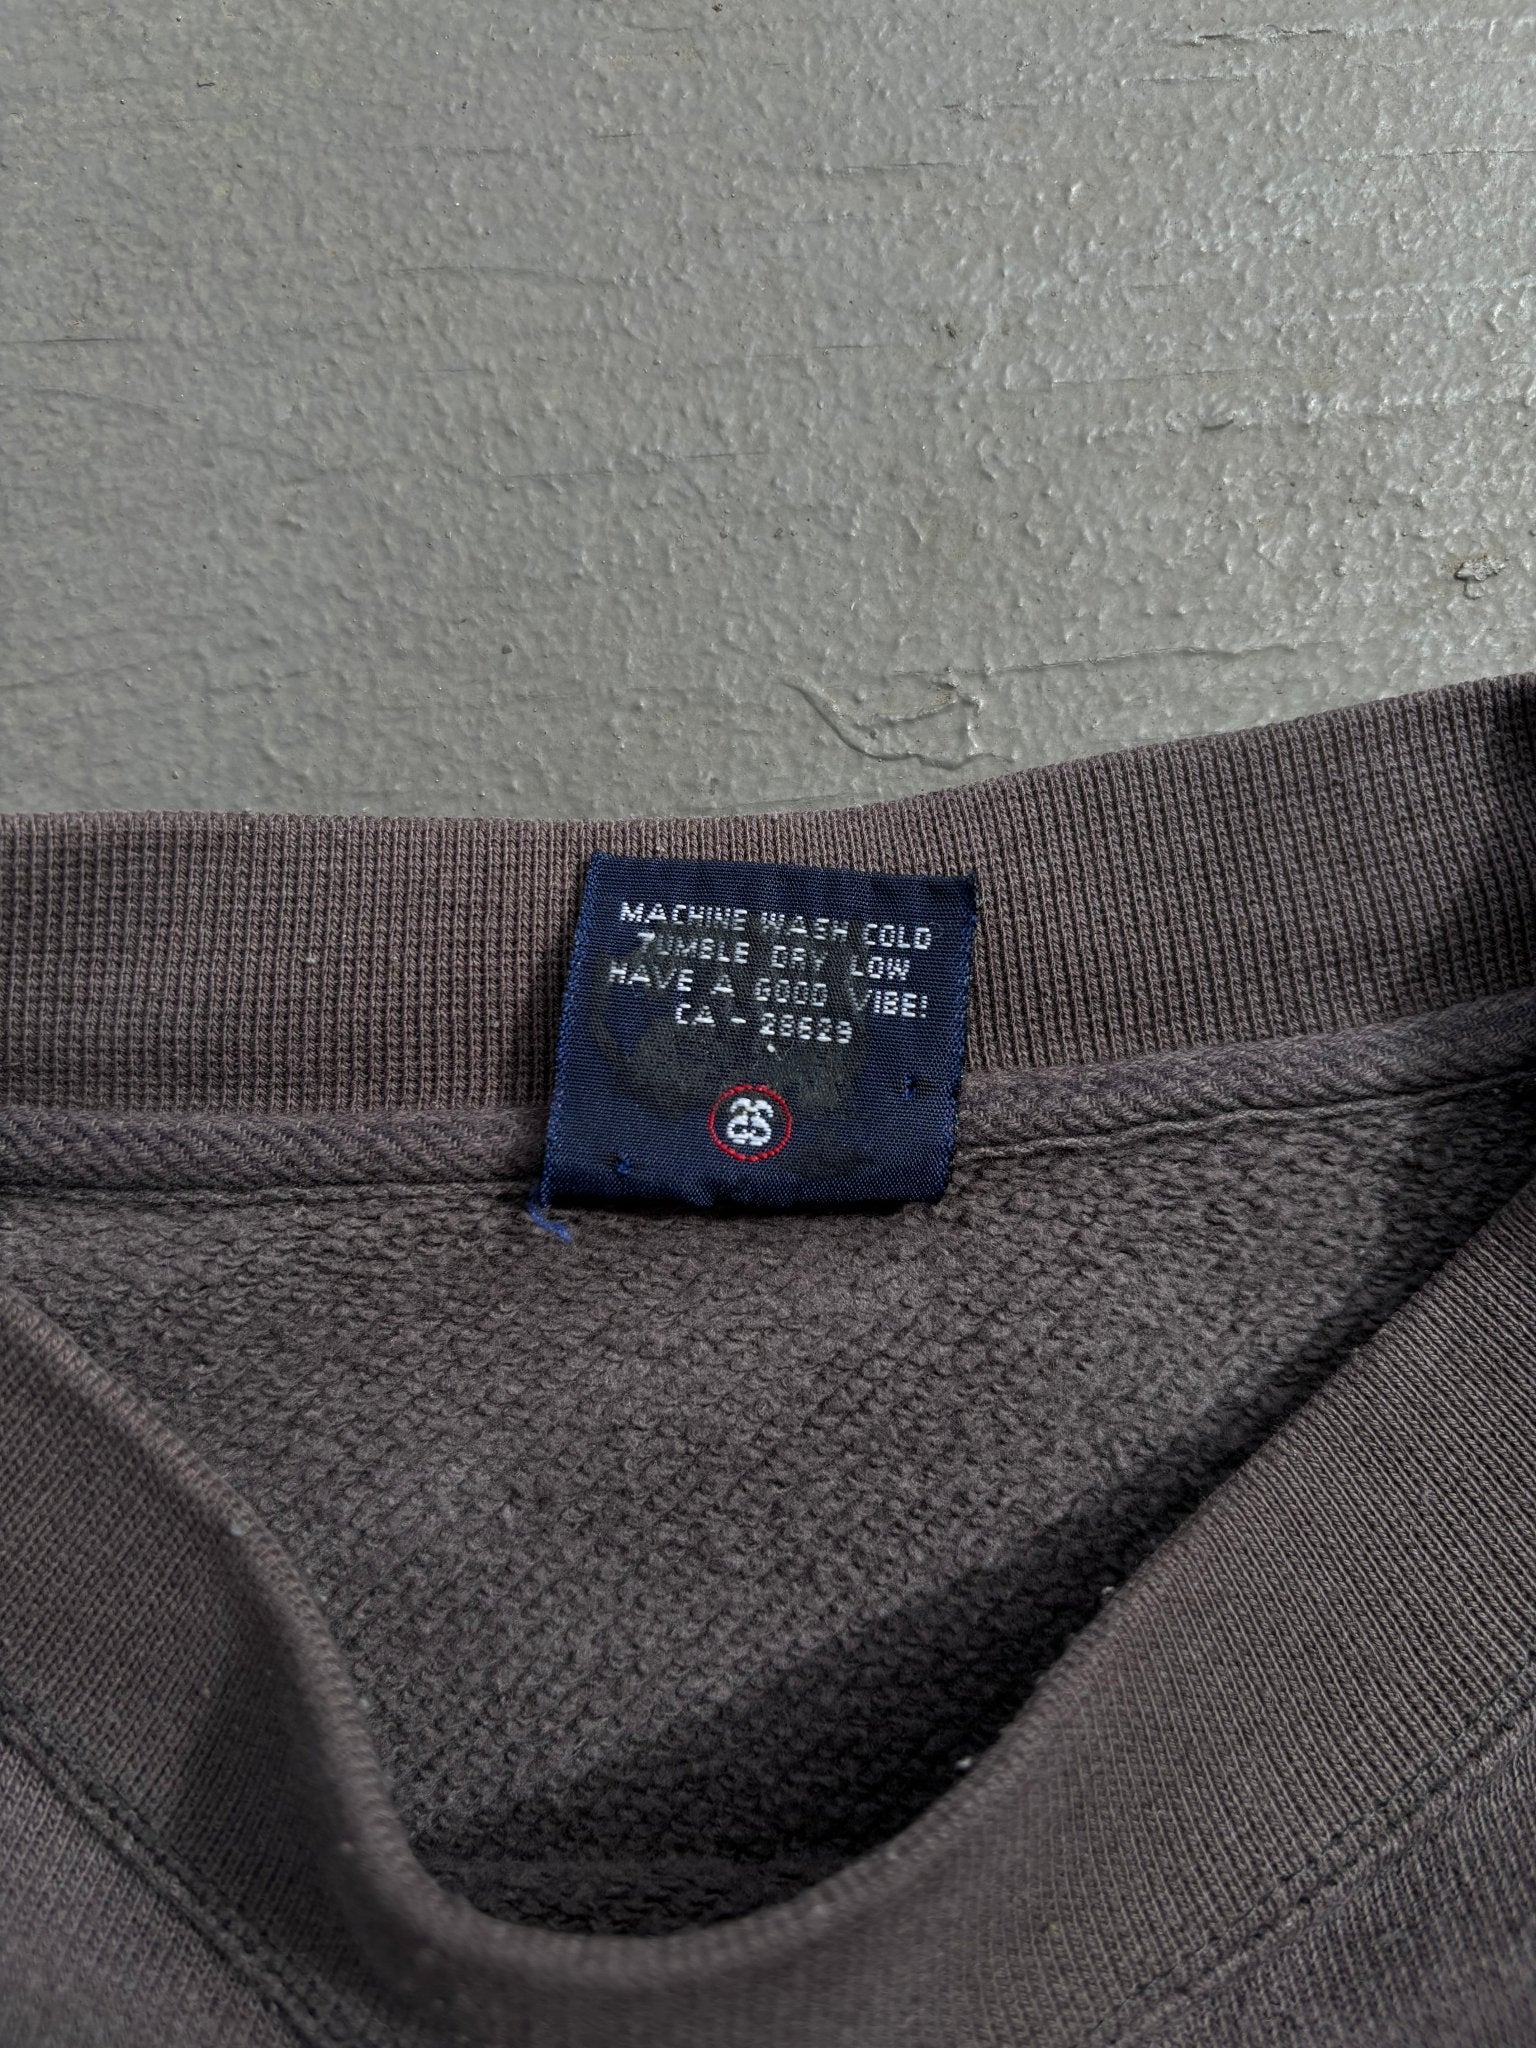 MACHINE WASH COLD
TUMBLE DRY LOW
HAVE A GOOD VIBE!
CA - 28629